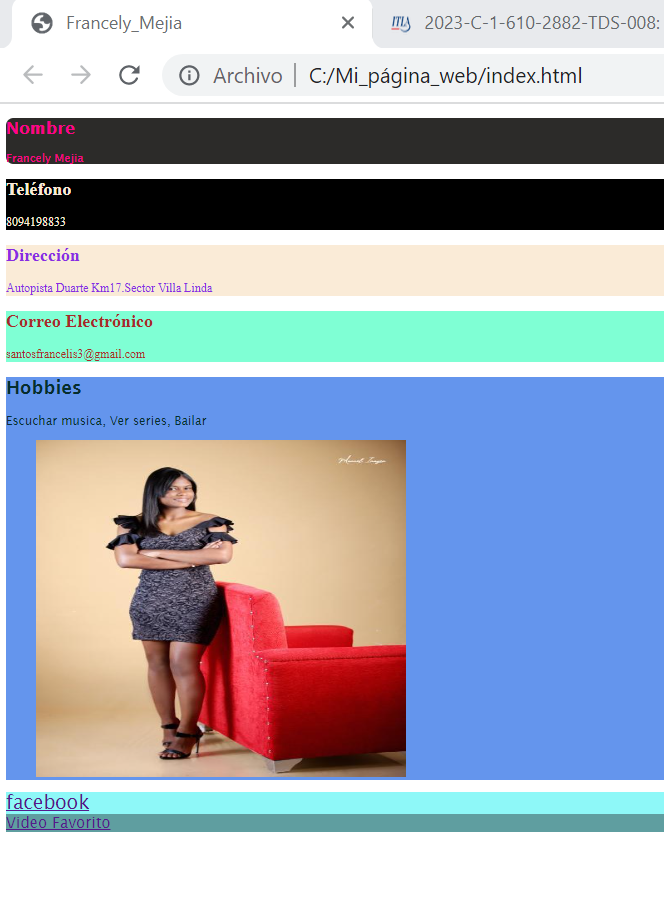 Francely_Mejia
2023-C-1-610-2882-TDS-008:
Archivo
C:/Mi_página_web/index.html
Nombre
Francely Mejia
Teléfono
8094198833
Dirección
Autopista Duarte Km17.Sector Villa Linda
Correo Electrónico
santosfrancelis3@gmail.com
Hobbies
Escuchar musica, Ver series, Bailar
facebook
Video Favorito